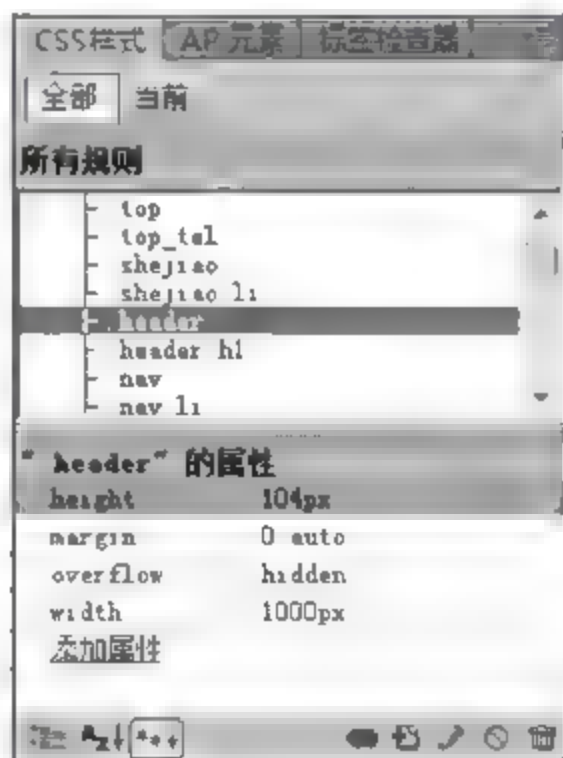 CSS样式 AP 元素 标签检查器
全部 当前
所有规则
top
top_tel
shejiao
shejiao li
header
header h1
nav
nav li
"header" 的属性
height 104px
margin 0 auto
overflow hidden
width 1000px
添加属性